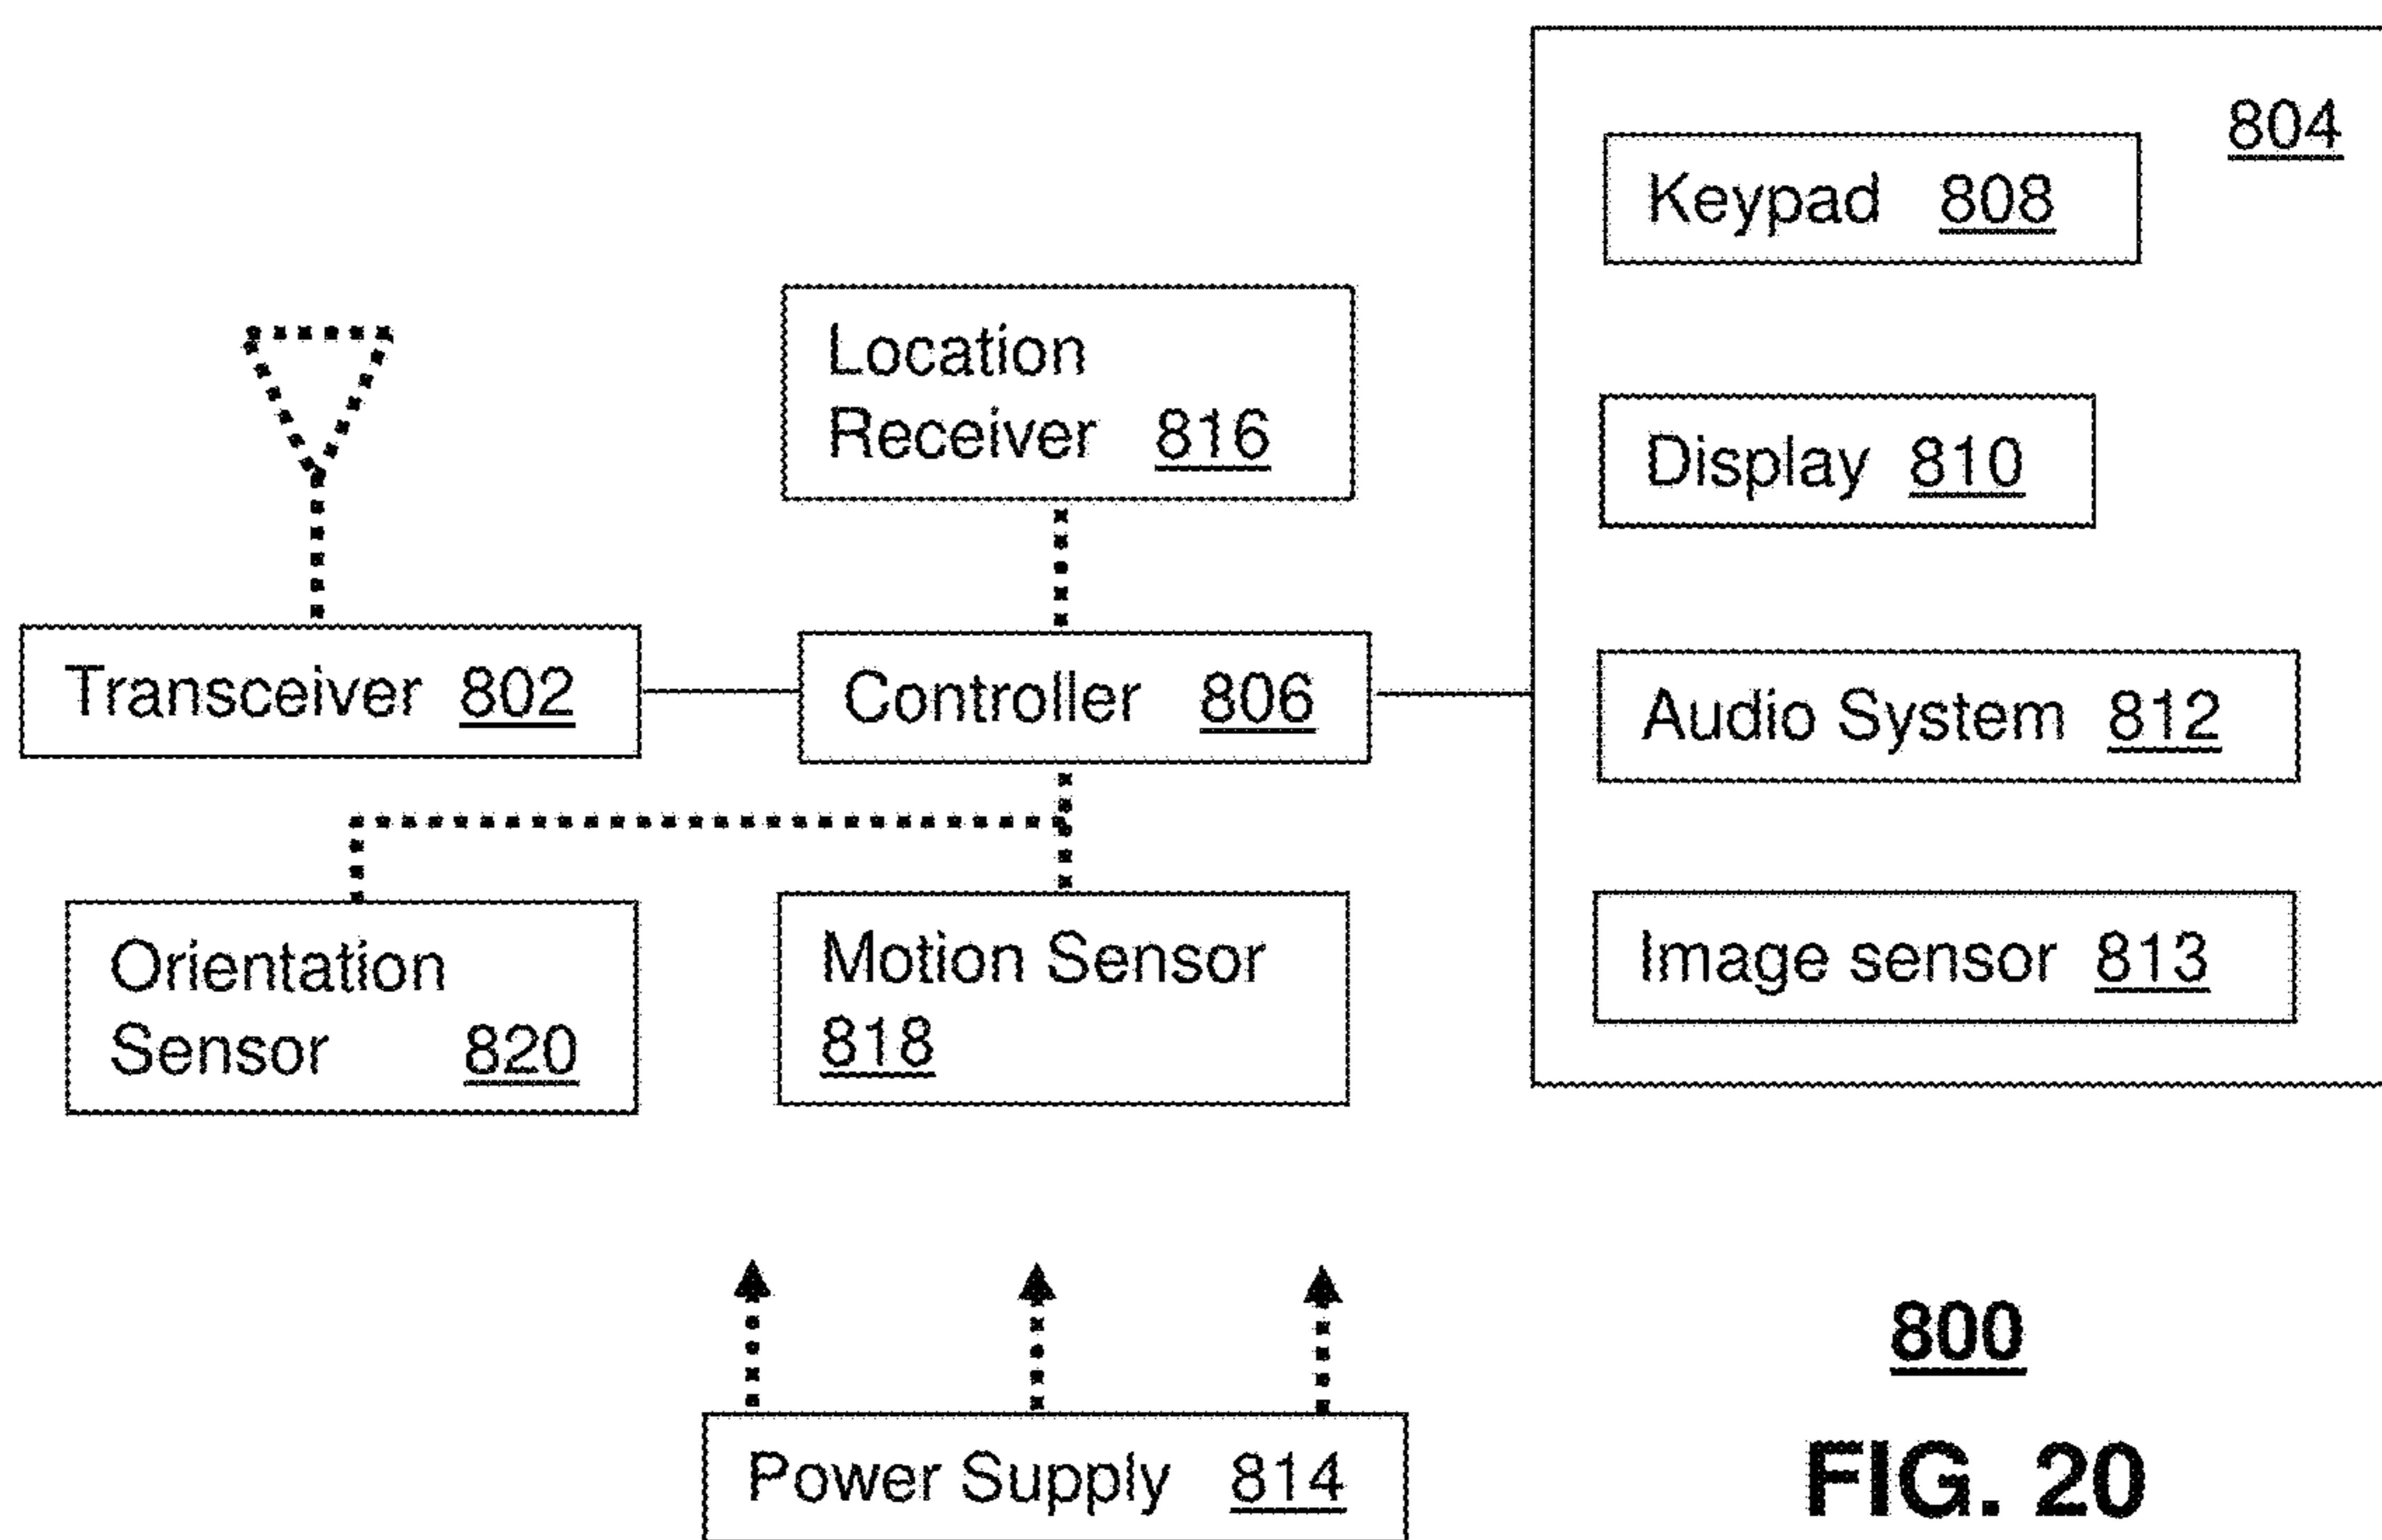 804
Keypad 808
Location
Receiver 816
Display 810
Transceiver 802
Controller 806
Audio System 812
Orientation
Sensor 820
Motion Sensor
818
Image sensor 813
Power Supply 814
800
FIG. 20